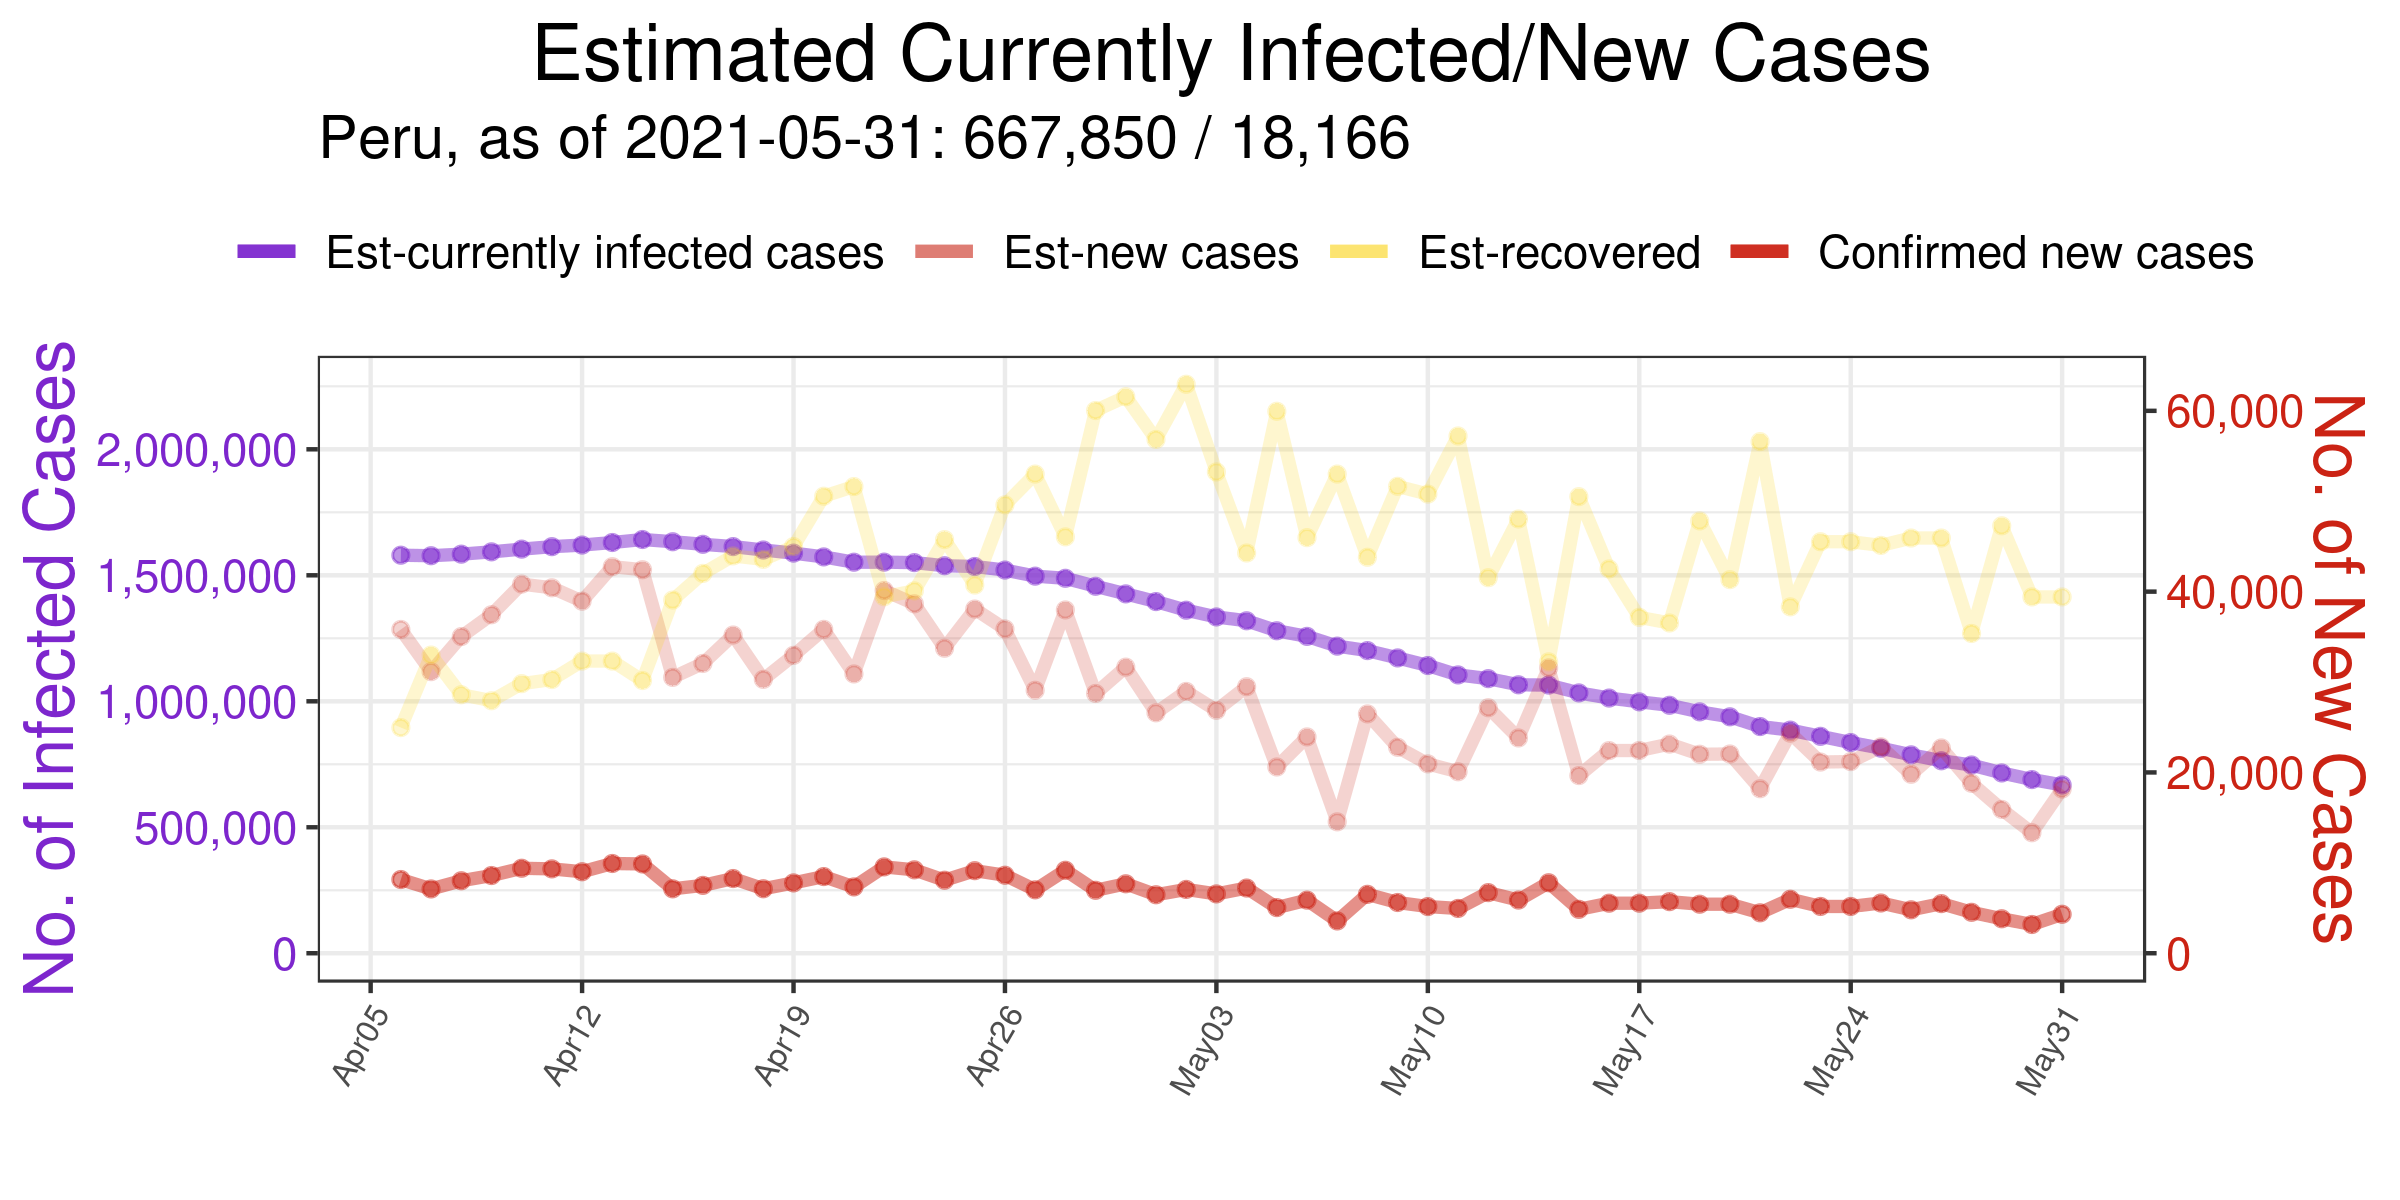 Estimated Currently Infected/New Cases
Peru, as of 2021-05-31: 667,850 / 18,166
Est-currently infected cases Est-new cases Est-recovered Confirmed new cases
No. of Infected Cases
2,000,000
1,500,000
1,000,000
500,000
0
60,000
40,000
20,000
0
No. of New Cases
Apr05 Apr12 Apr19 Apr26 May03 May10 May17 May24 May31